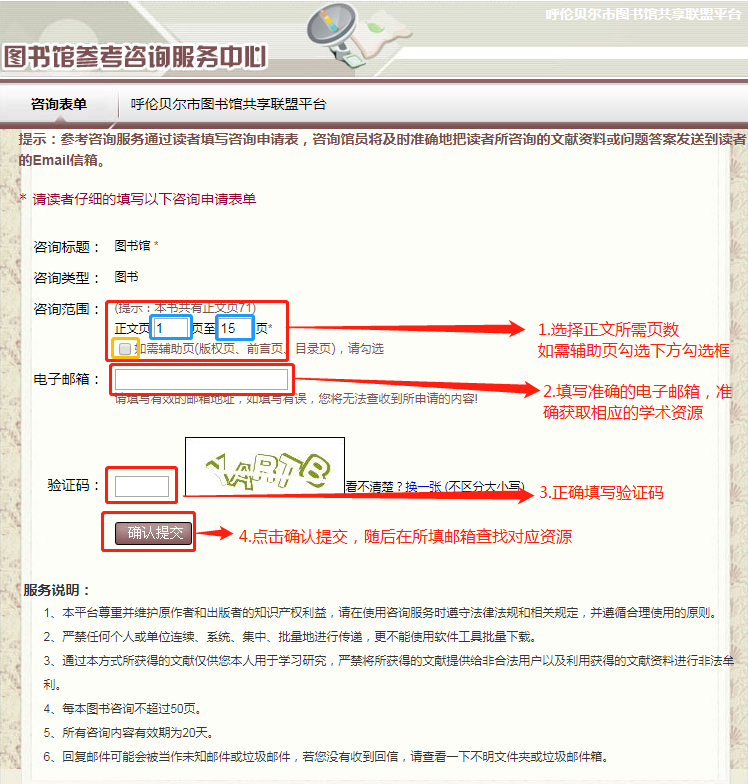 呼伦贝尔市图书馆共享联盟平台
图书馆参考咨询服务中心
咨询表单 呼伦贝尔市图书馆共享联盟平台
提示：参考咨询服务通过读者填写咨询申请表，咨询馆员将及时准确地把读者所咨询的文献资料或问题答案发送到读者
的Email信箱。
* 请读者仔细的填写以下咨询申请表单
咨询标题： 图书馆 *
咨询类型： 图书
咨询范围： (提示：本书共有正文页71)
正文页 1 页至 15 页*
如需辅助页(版权页、前言页、目录页)，请勾选
1.选择正文所需页数
如需辅助页勾选下方勾选框
电子邮箱：
请填写有效的邮箱地址，如填写有误，您将无法查收到所申请的内容!
2.填写准确的电子邮箱，准
确获取相应的学术资源
验证码： YARTB 看不清楚？换一张 (不区分大小写)
3.正确填写验证码
确认提交
4.点击确认提交，随后在所填邮箱查找对应资源
服务说明：
1、本平台尊重并维护原作者和出版者的知识产权利益，请在使用咨询服务时遵守法律法规和相关规定，并遵循合理使用的原则。
2、严禁任何个人或单位连续、系统、集中、批量地进行传递，更不能使用软件工具批量下载。
3、通过本方式所获得的文献仅供您本人用于学习研究，严禁将所获得的文献提供给非合法用户以及利用获得的文献资料进行非法牟
利。
4、每本图书咨询不超过50页。
5、所有咨询内容有效期为20天。
6、回复邮件可能会被当作未知邮件或垃圾邮件，若您没有收到回信，请查看一下不明文件夹或垃圾邮件箱。